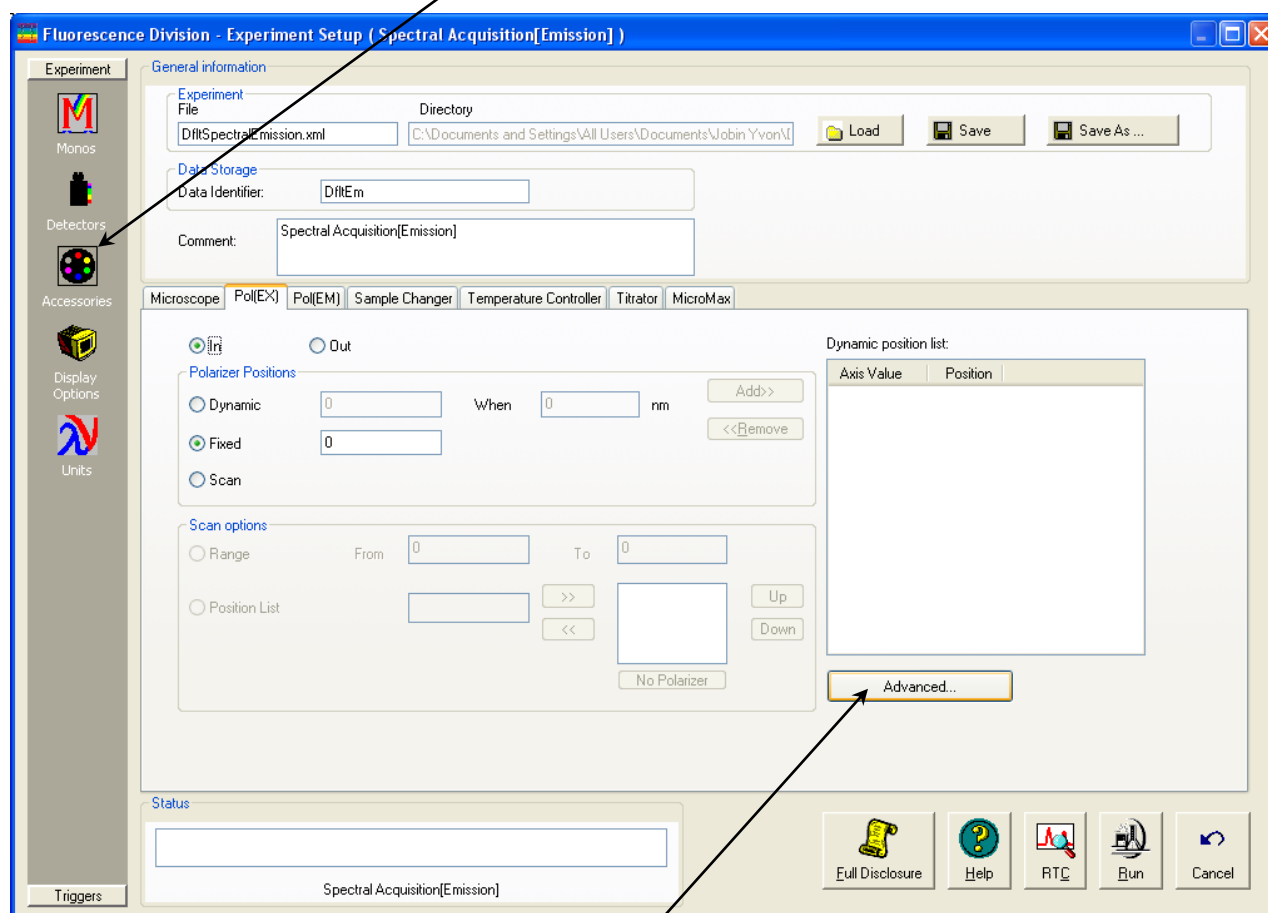 Fluorescence Division - Experiment Setup ( Spectral Acquisition[Emission] )
Experiment
Monos
Detectors
Accessories
Display
Options
Units
Triggers
General information
Experiment
File
Directory
DfltSpectralEmission.xml
C:\Documents and Settings\All Users\Documents\Jobin Yvon\
Load
Save
Save As ...
Data Storage
Data Identifier:
DfltEm
Comment:
Spectral Acquisition[Emission]
Microscope
Pol(EX)
Pol(EM)
Sample Changer
Temperature Controller
Titrator
MicroMax
In
Out
Polarizer Positions
Dynamic
0
When
0
nm
Add>>
Fixed
0
<<Remove
Scan
Scan options
Range
From
0
To
0
Position List
>>
<<
Up
Down
No Polarizer
Dynamic position list:
Axis Value
Position
Advanced...
Status
Spectral Acquisition[Emission]
Full Disclosure
Help
RTC
Run
Cancel